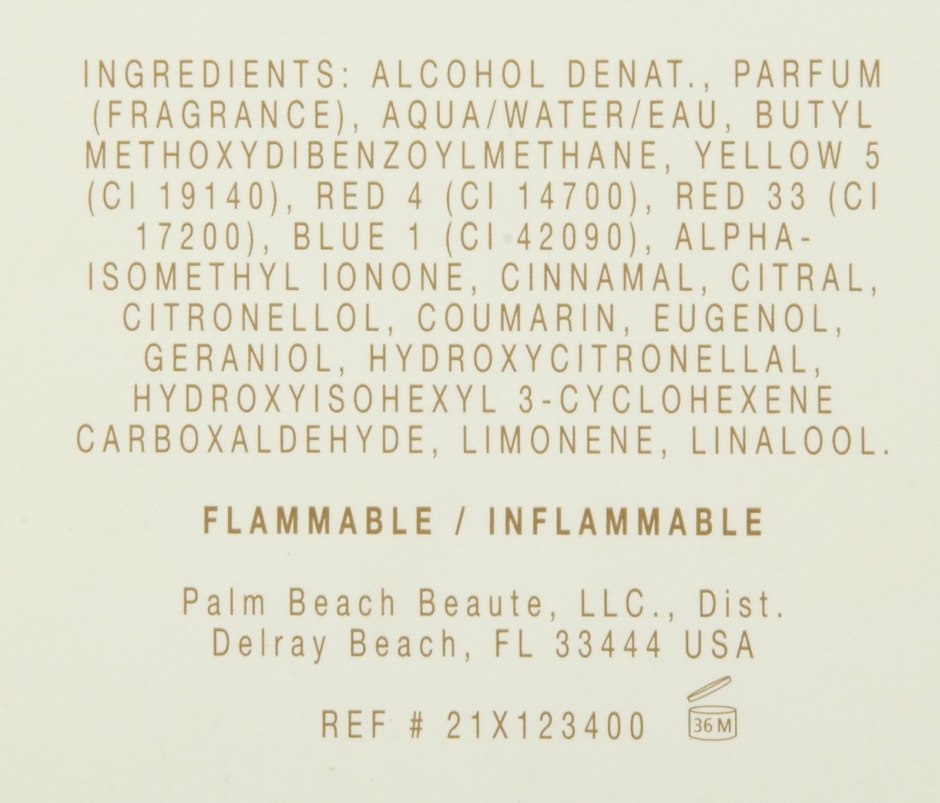 INGREDIENTS: ALCOHOL DENAT., PARFUM
(FRAGRANCE), AQUA/WATER/EAU, BUTYL
METHOXYDIBENZOYLMETHANE, YELLOW 5
(CI 19140), RED 4 (CI 14700), RED 33 (CI
17200), BLUE 1 (CI 42090), ALPHA-
ISOMETHYL IONONE, CINNAMAL, CITRAL,
CITRONELLOL, COUMARIN, EUGENOL,
GERANIOL, HYDROXYCITRONELLAL,
HYDROXYISOHEXYL 3-CYCLOHEXENE
CARBOXALDEHYDE, LIMONENE, LINALOOL.
FLAMMABLE / INFLAMMABLE
Palm Beach Beaute, LLC., Dist.
Delray Beach, FL 33444 USA
REF # 21X123400 36 M